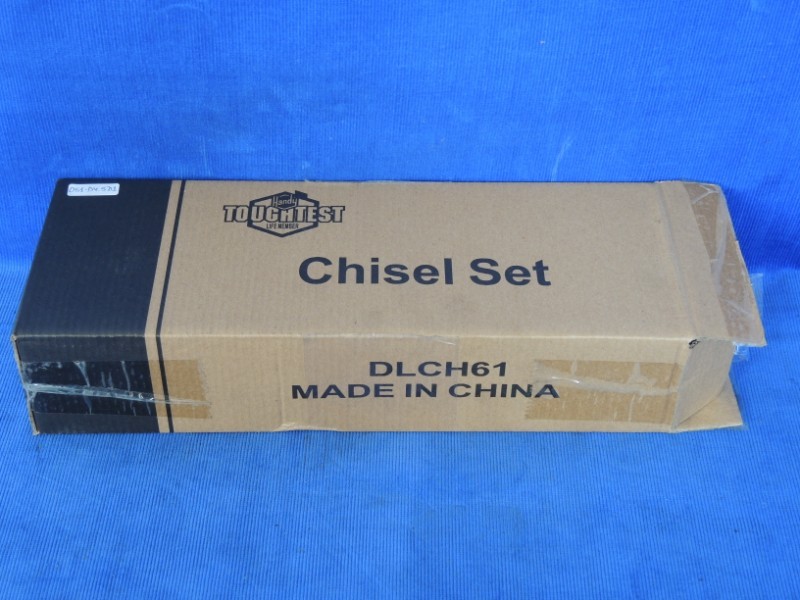 Handy
TOUGHTEST
LIFE MEMBER
Chisel Set
DLCH61
MADE IN CHINA